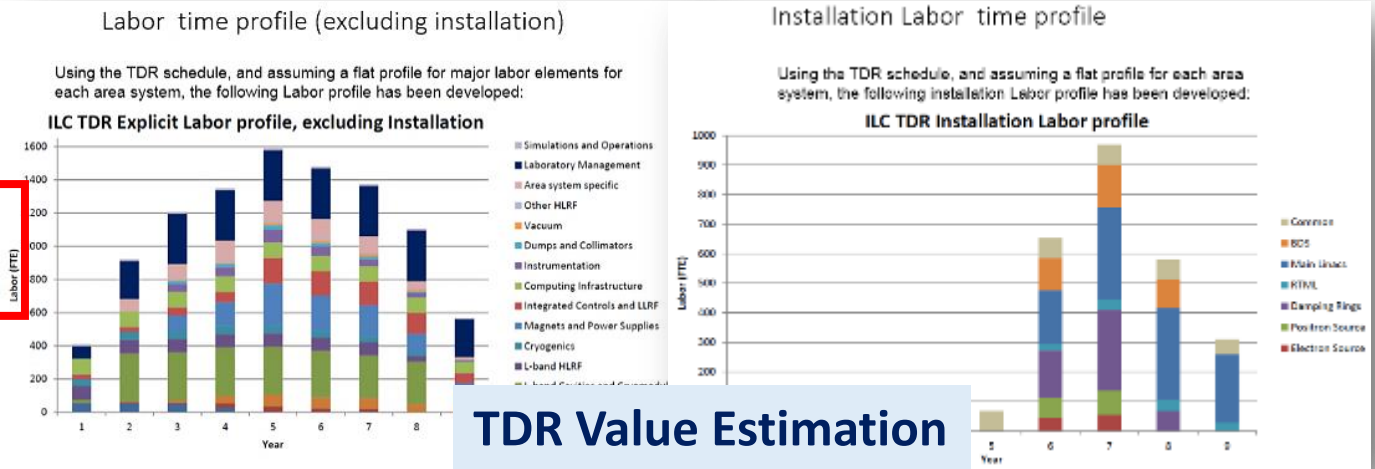 Labor time profile (excluding installation)
Using the TDR schedule, and assuming a flat profile for major labor elements for
each area system, the following Labor profile has been developed:
ILC TDR Explicit Labor profile, excluding Installation
1600
1400
200
000
800
600
400
200
0
Labor (FTE)
1 2 3 4 5 6 7 8
Year
Simulations and Operations
Laboratory Management
Area system specific
Other HLRF
Vacuum
Dumps and Collimators
Instrumentation
Computing Infrastructure
Integrated Controls and LLRF
Magnets and Power Supplies
Cryogenics
L-band HLRF
Installation Labor time profile
Using the TDR schedule, and assuming a flat profile for each area
system, the following installation Labor profile has been developed:
ILC TDR Installation Labor profile
1000
900
800
700
600
500
400
300
200
Labor (FTE)
5 6 7 8 9
Year
Common
BDS
Main Linacs
RTML
Damping Rings
Positron Source
Electron Source
TDR Value Estimation